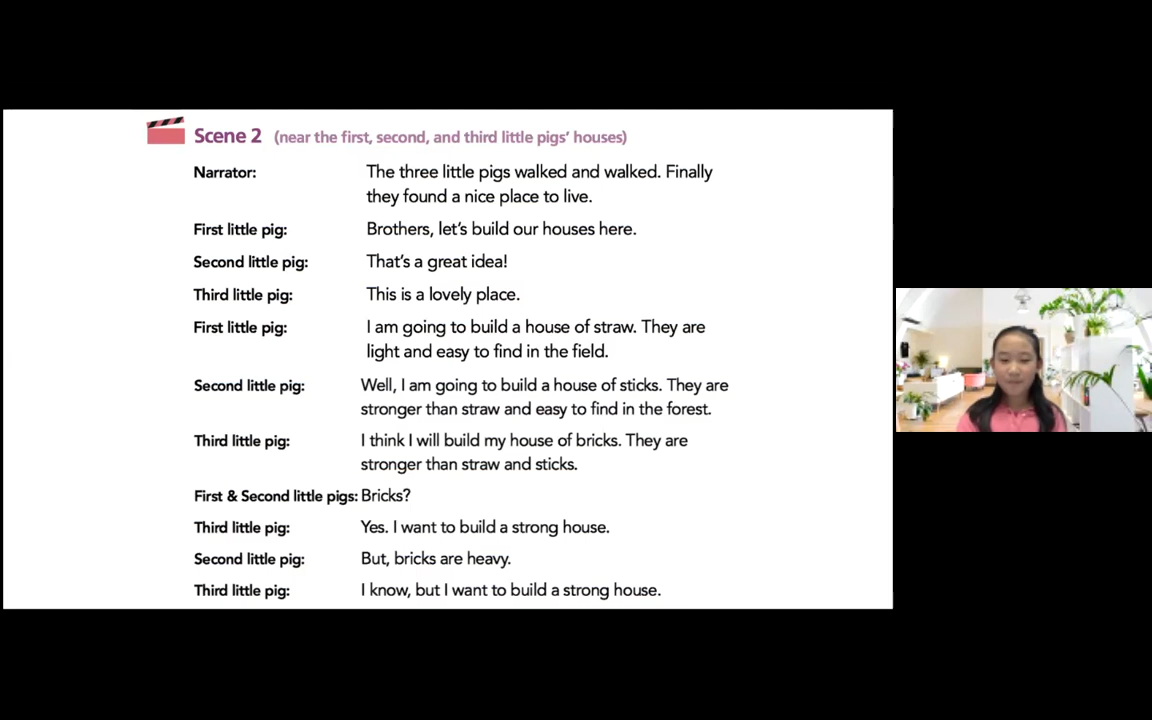 Scene 2 (near the first, second, and third little pigs' houses)
Narrator: The three little pigs walked and walked. Finally
they found a nice place to live.
First little pig: Brothers, let's build our houses here.
Second little pig: That's a great idea!
Third little pig: This is a lovely place.
First little pig: I am going to build a house of straw. They are
light and easy to find in the field.
Second little pig: Well, I am going to build a house of sticks. They are
stronger than straw and easy to find in the forest.
Third little pig: I think I will build my house of bricks. They are
stronger than straw and sticks.
First & Second little pigs: Bricks?
Third little pig: Yes. I want to build a strong house.
Second little pig: But, bricks are heavy.
Third little pig: I know, but I want to build a strong house.